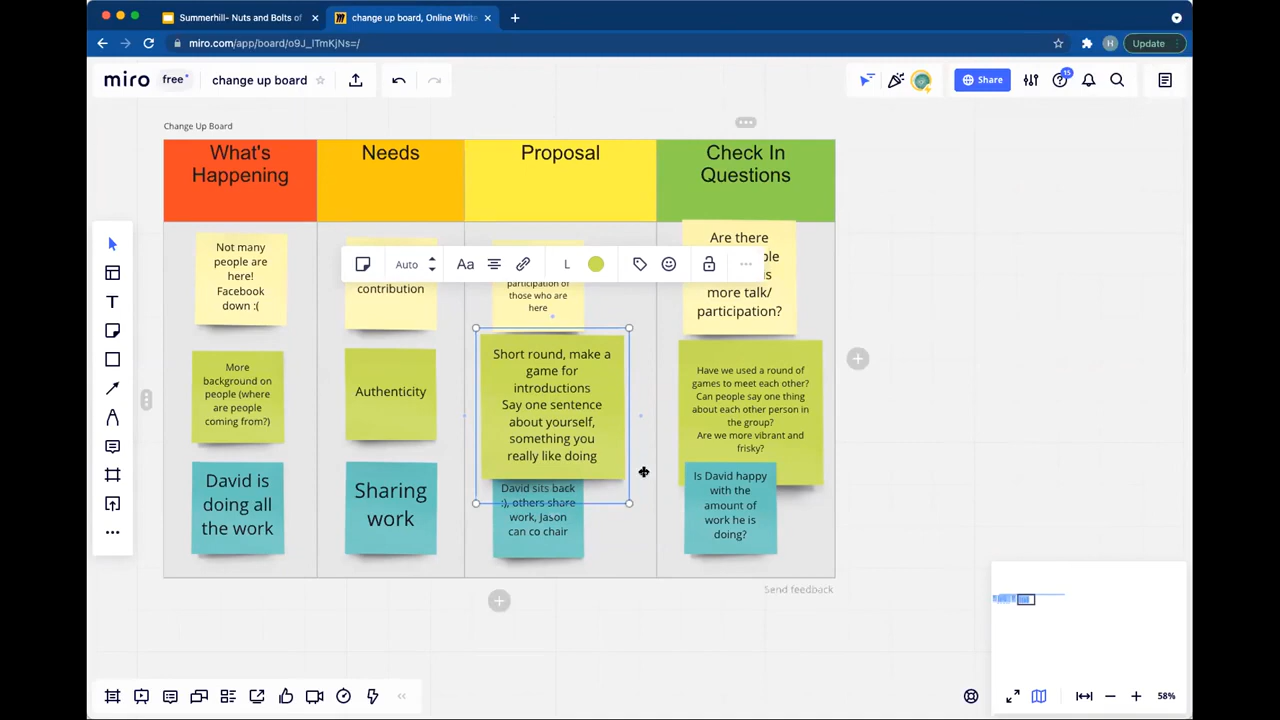 Summerhill- Nuts and Bolts of
change up board, Online White
miro.com/app/board/o9J_lTmKjNs=/
H
Update
miro
free
change up board
Share
15
Change Up Board
What's
Happening
Needs
Proposal
Check In
Questions
Not many
people are
here!
Facebook
down :(
contribution
participation of
those who are
here
Are there
more talk/
participation?
Auto
Aa
L
More
background on
people (where
are people
coming from?)
Authenticity
Short round, make a
game for
introductions
Say one sentence
about yourself,
something you
really like doing
Have we used a round of
games to meet each other?
Can people say one thing
about each other person in
the group?
Are we more vibrant and
frisky?
David is
doing all
the work
Sharing
work
David sits back
:), others share
work, Jason
can co chair
Is David happy
with the
amount of
work he is
doing?
Send feedback
58%